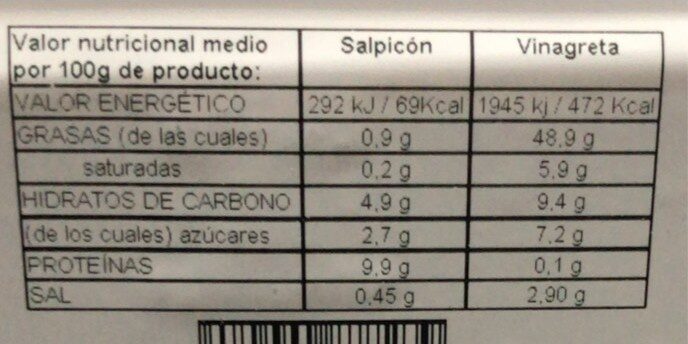 Valor nutricional medio
por 100g de producto: Salpicón Vinagreta
VALOR ENERGÉTICO 292 kJ / 69Kcal 1945 kj / 472 Kcal
GRASAS (de las cuales) 0,9 g 48,9 g
saturadas 0,2 g 5,9 g
HIDRATOS DE CARBONO 4,9 g 9,4 g
(de los cuales) azúcares 2,7 g 7,2 g
PROTEÍNAS 9,9 g 0,1 g
SAL 0,45 g 2,90 g